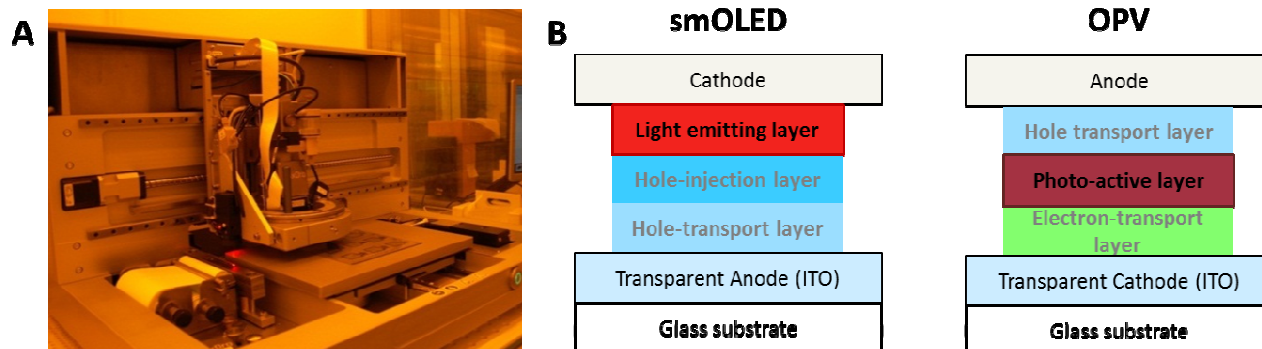 A
B
smOLED
Cathode
Light emitting layer
Hole-injection layer
Hole-transport layer
Transparent Anode (ITO)
Glass substrate
OPV
Anode
Hole transport layer
Photo-active layer
Electron-transport
layer
Transparent Cathode (ITO)
Glass substrate